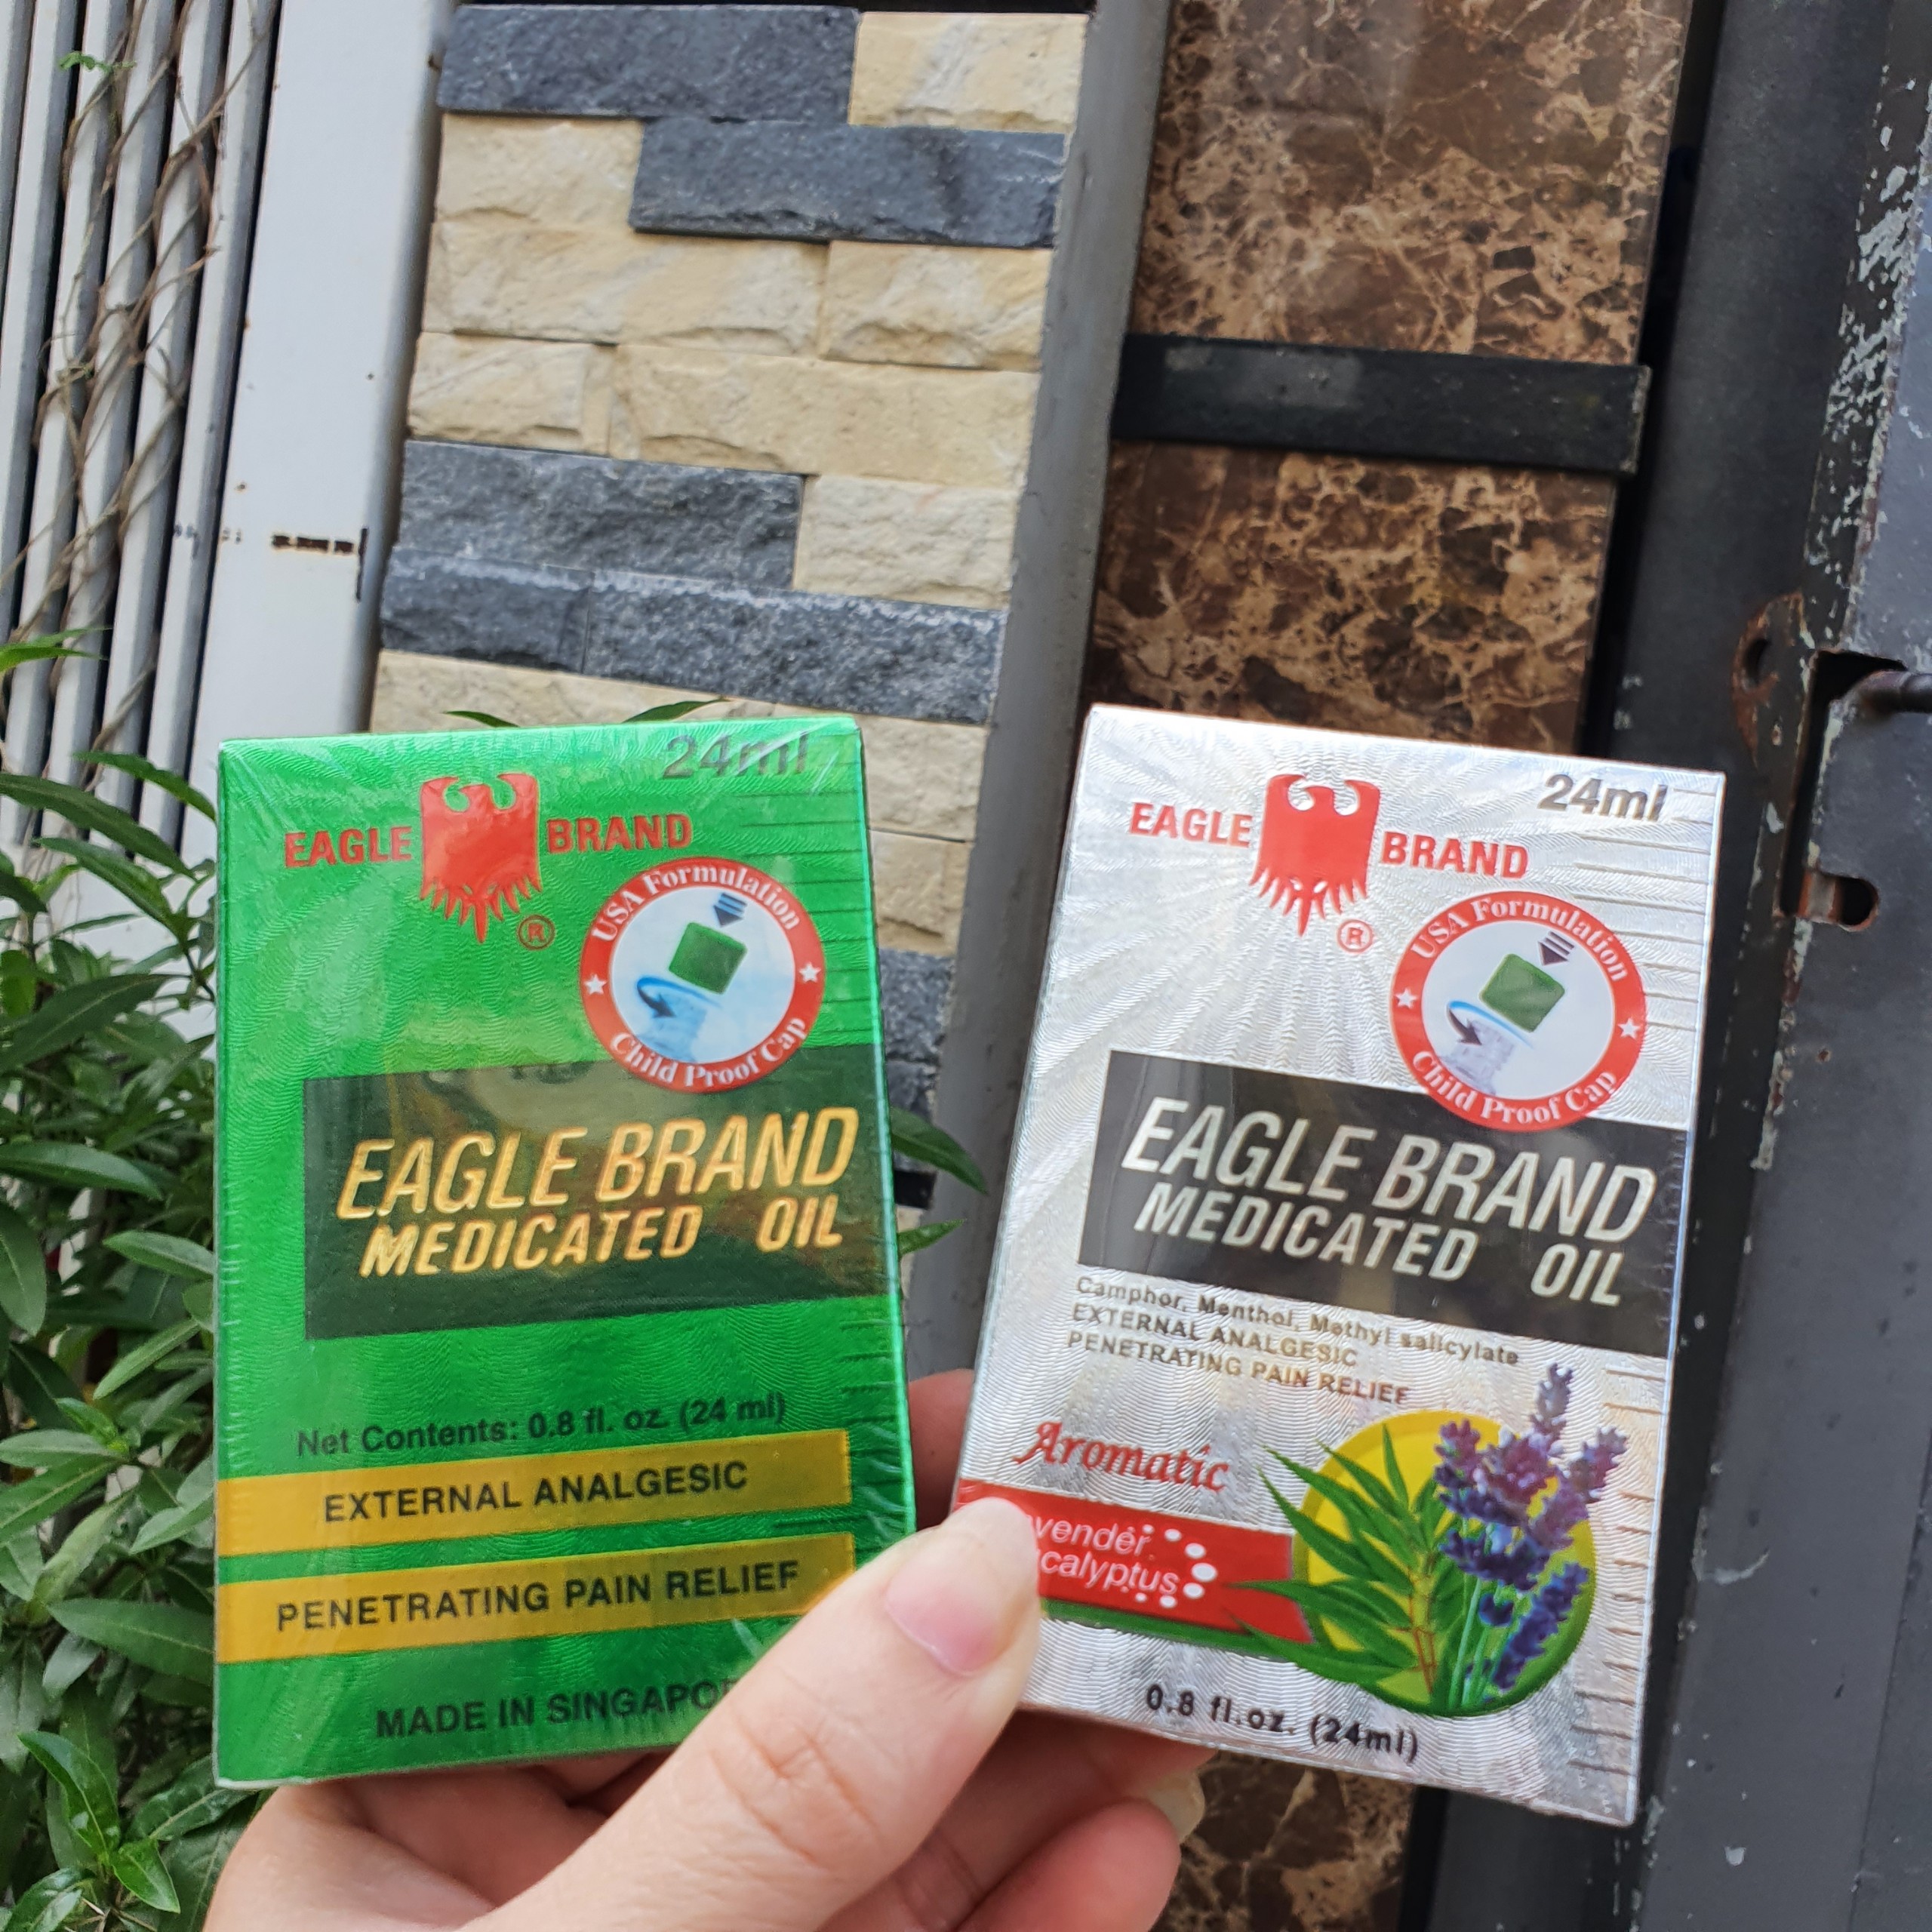 24ml
EAGLE BRAND
®
USA Formulation
Child Proof Cap
EAGLE BRAND
MEDICATED OIL
Net Contents: 0.8 fl. oz. (24 ml)
EXTERNAL ANALGESIC
PENETRATING PAIN RELIEF
MADE IN
24ml
EAGLE BRAND
®
USA Formulation
Child Proof Cap
EAGLE BRAND
MEDICATED OIL
Camphor, Menthol, Methyl salicylate
EXTERNAL ANALGESIC
PENETRATING PAIN RELIEF
Aromatic
0.8 fl.oz. (24ml)